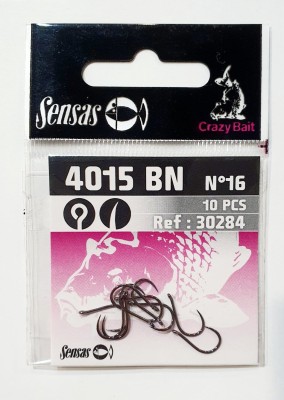 Sensas
Crazy Bait
4015 BN N°16
10 PCS
Ref : 30284
Sensas